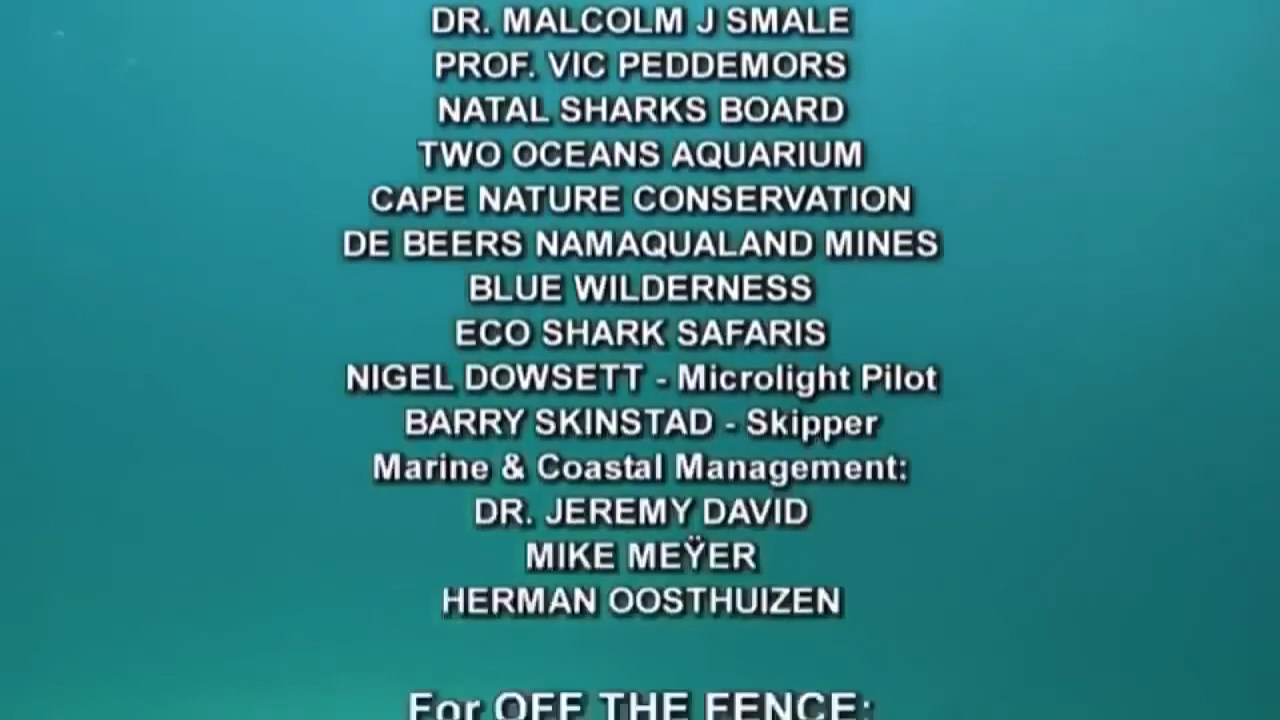 DR. MALCOLM J SMALE
PROF. VIC PEDDEMORS
NATAL SHARKS BOARD
TWO OCEANS AQUARIUM
CAPE NATURE CONSERVATION
DE BEERS NAMAQUALAND MINES
BLUE WILDERNESS
ECO SHARK SAFARIS
NIGEL DOWSETT - Microlight Pilot
BARRY SKINSTAD - Skipper
Marine & Coastal Management:
DR. JEREMY DAVID
MIKE MEŸER
HERMAN OOSTHUIZEN
For OFF THE FENCE: